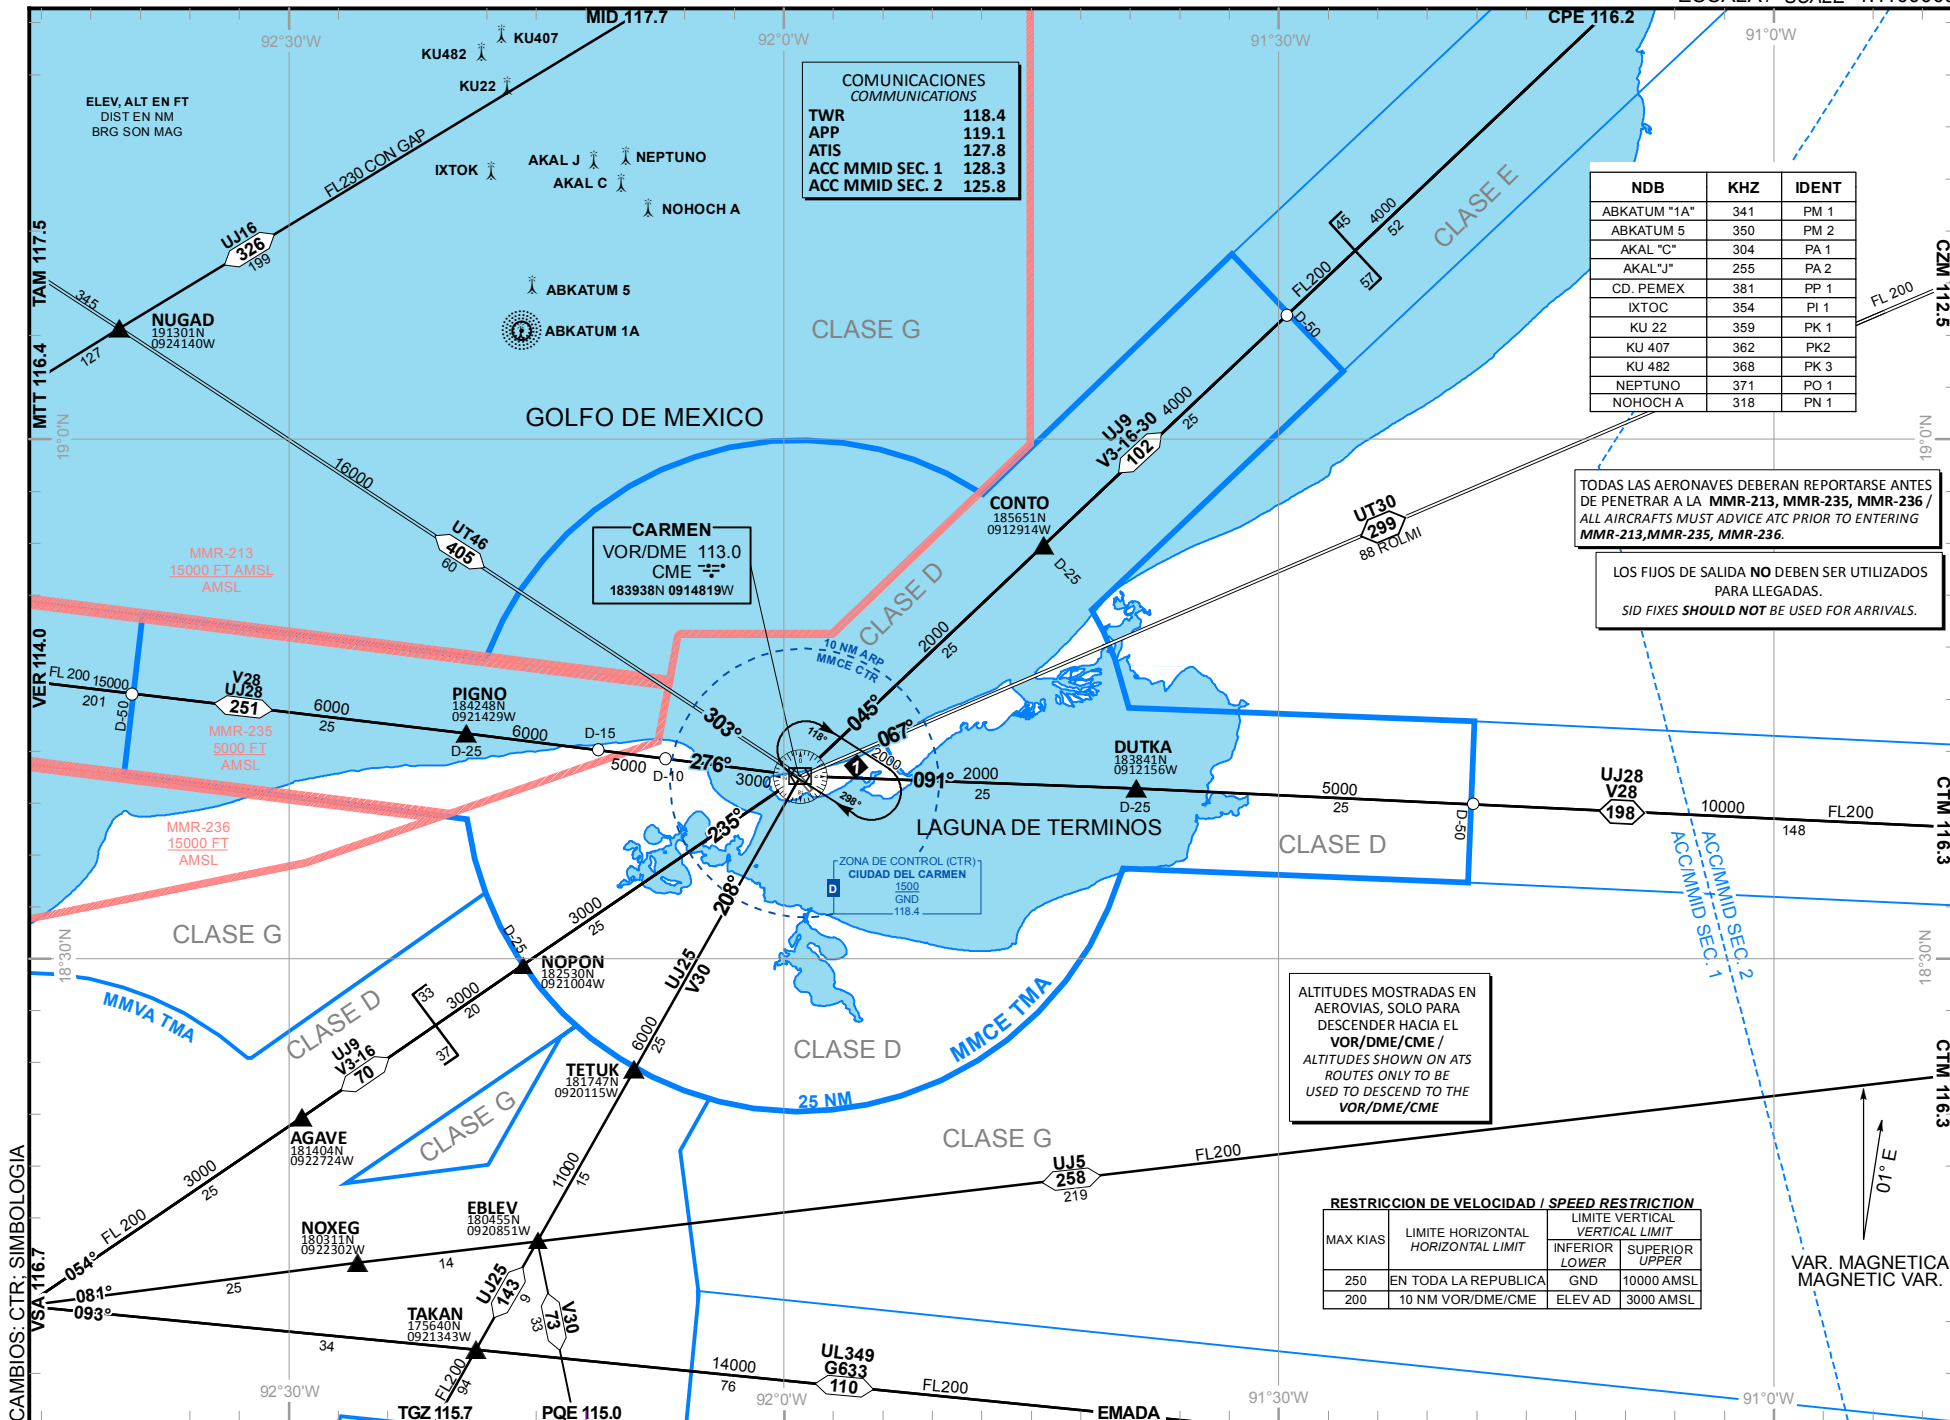 MID 117.7
CPE 116.2
92°30'W
92°0'W
91°30'W
91°0'W
KU407
KU482
KU22
ELEV, ALT EN FT
DIST EN NM
BRG SON MAG
COMUNICACIONES
COMMUNICATIONS
TWR 118.4
APP 119.1
ATIS 127.8
ACC MMID SEC. 1 128.3
ACC MMID SEC. 2 125.8
FL230 CON GAP
IXTOK
AKAL J
NEPTUNO
AKAL C
NOHOCH A
CLASE E
NDB KHZ IDENT
ABKATUM "1A" 341 PM 1
ABKATUM 5 350 PM 2
AKAL "C" 304 PA 1
AKAL"J" 255 PA 2
CD. PEMEX 381 PP 1
IXTOC 354 PI 1
KU 22 359 PK 1
KU 407 362 PK2
KU 482 368 PK 3
NEPTUNO 371 PO 1
NOHOCH A 318 PN 1
TAM 117.5
UJ16
326
199
45
4000
52
57
FL200
D-50
CZM 112.5
FL 200
345
NUGAD
191301N
0924140W
127
MTT 116.4
ABKATUM 5
ABKATUM 1A
CLASE G
GOLFO DE MEXICO
19°0'N
19°0'N
UJ9
V3-16-30
102
4000
25
16000
UT46
405
60
CARMEN
VOR/DME 113.0
CME
183938N 0914819W
CONTO
185651N
0912914W
D-25
UT30
299
88 ROLMI
TODAS LAS AERONAVES DEBERAN REPORTARSE ANTES
DE PENETRAR A LA MMR-213, MMR-235, MMR-236 /
ALL AIRCRAFTS MUST ADVICE ATC PRIOR TO ENTERING
MMR-213,MMR-235, MMR-236.
LOS FIJOS DE SALIDA NO DEBEN SER UTILIZADOS
PARA LLEGADAS.
SID FIXES SHOULD NOT BE USED FOR ARRIVALS.
MMR-213
15000 FT AMSL
AMSL
CLASE D
2000
25
10 NM ARP
MMCE CTR
VER 114.0
FL 200
15000
201
D-50
V28
UJ28
251
6000
25
PIGNO
184248N
0921429W
D-25
6000
D-15
5000
D-10
276°
3000
303°
045°
067°
118°
298°
2000
1
091°
2000
25
DUTKA
183841N
0912156W
D-25
5000
25
D-50
UJ28
V28
198
10000
148
FL200
CTM 116.3
MMR-235
5000 FT
AMSL
MMR-236
15000 FT
AMSL
235°
208°
LAGUNA DE TERMINOS
CLASE D
ZONA DE CONTROL (CTR)
CIUDAD DEL CARMEN
1500
GND
118.4
D
ACC/MMID SEC. 2
ACC/MMID SEC. 1
CLASE G
18°30'N
18°30'N
3000
25
D-25
NOPON
182530N
0921004W
UJ25
V30
MMVA TMA
CLASE D
33
3000
20
37
UJ9
V3-16
70
6000
25
CLASE D
MMCE TMA
25 NM
TETUK
181747N
0920115W
ALTITUDES MOSTRADAS EN
AEROVIAS, SOLO PARA
DESCENDER HACIA EL
VOR/DME/CME /
ALTITUDES SHOWN ON ATS
ROUTES ONLY TO BE
USED TO DESCEND TO THE
VOR/DME/CME
CTM 116.3
CLASE G
AGAVE
181404N
0922724W
CLASE G
3000
25
11000
15
UJ5
258
219
FL200
01° E
VAR. MAGNETICA
MAGNETIC VAR.
RESTRICCION DE VELOCIDAD / SPEED RESTRICTION
MAX KIAS
LIMITE HORIZONTAL
HORIZONTAL LIMIT
LIMITE VERTICAL
VERTICAL LIMIT
INFERIOR
LOWER
SUPERIOR
UPPER
250 EN TODA LA REPUBLICA GND 10000 AMSL
200 10 NM VOR/DME/CME ELEV AD 3000 AMSL
FL 200
NOXEG
180311N
0922302W
EBLEV
180455N
0920851W
14
25
054°
081°
093°
VSA 116.7
UJ25
143
9
V30
73
33
TAKAN
175640N
0921343W
34
FL200
94
14000
76
UL349
G633
110
FL200
92°30'W
92°0'W
91°30'W
91°0'W
TGZ 115.7
PQE 115.0
EMADA
CAMBIOS: CTR; SIMBOLOGIA